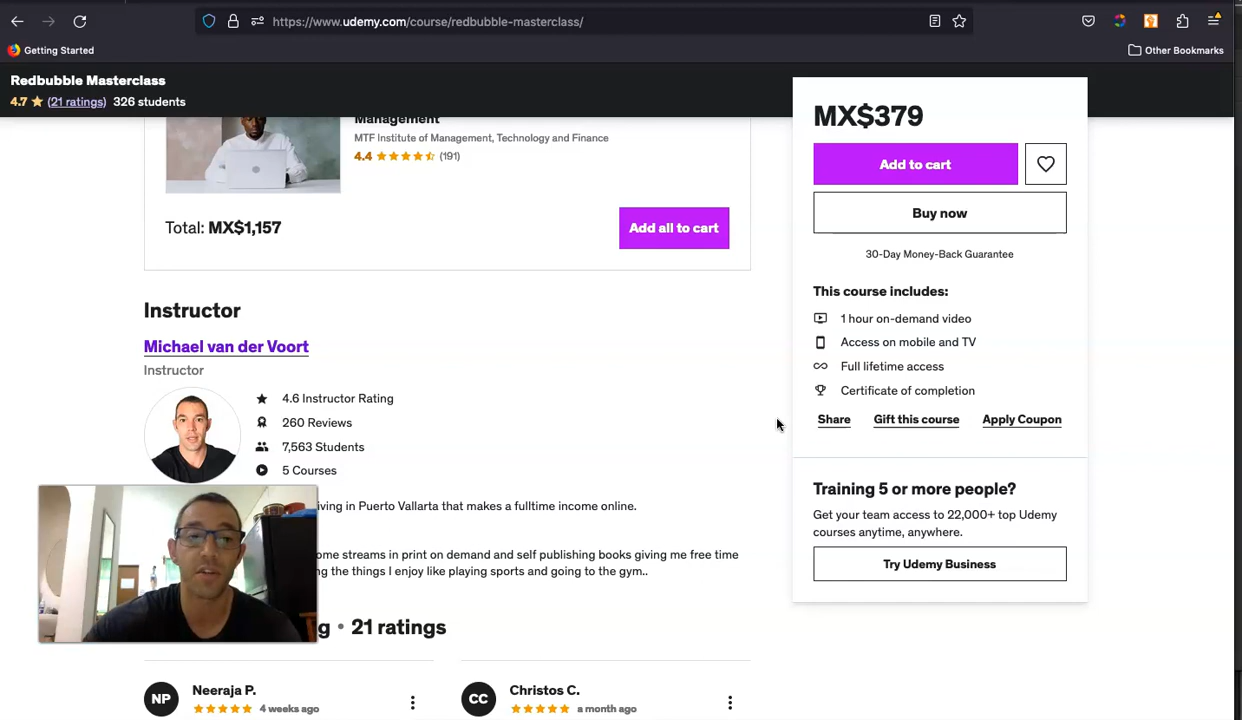 https://www.udemy.com/course/redbubble-masterclass/
Getting Started
Other Bookmarks
Redbubble Masterclass
4.7 (21 ratings) 326 students
Management
MTF Institute of Management, Technology and Finance
4.4 (191)
Total: MX$1,157
Add all to cart
MX$379
Add to cart
Buy now
30-Day Money-Back Guarantee
This course includes:
1 hour on-demand video
Access on mobile and TV
Full lifetime access
Certificate of completion
Share Gift this course Apply Coupon
Training 5 or more people?
Get your team access to 22,000+ top Udemy
courses anytime, anywhere.
Try Udemy Business
Instructor
Michael van der Voort
Instructor
4.6 Instructor Rating
260 Reviews
7,563 Students
5 Courses
iving in Puerto Vallarta that makes a fulltime income online.
ome streams in print on demand and self publishing books giving me free time
g the things I enjoy like playing sports and going to the gym..
g • 21 ratings
NP Neeraja P.
4 weeks ago
CC Christos C.
a month ago